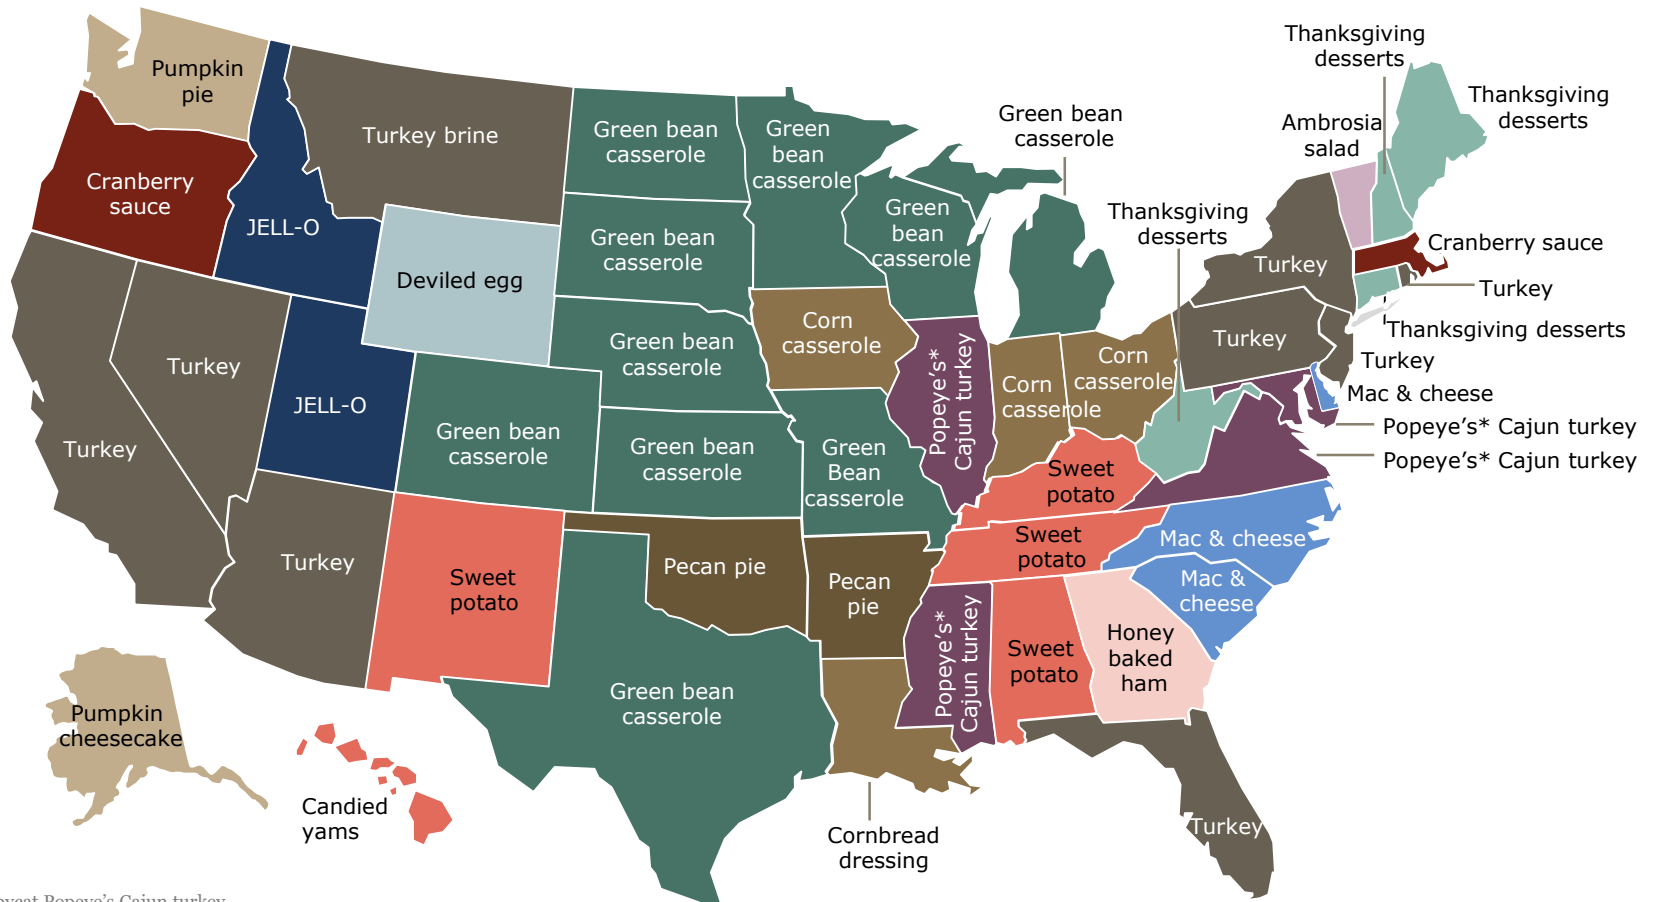 Thanksgiving
desserts
Pumpkin
pie
Thanksgiving
desserts
Green bean
casserole
Ambrosia
salad
Turkey brine
Green bean
casserole
Green
bean
casserole
Cranberry
sauce
JELL-O
Green
bean
casserole
Thanksgiving
desserts
Cranberry sauce
Green bean
casserole
Deviled egg
Turkey
Turkey
Thanksgiving desserts
Corn
casserole
Turkey
Turkey
Green bean
casserole
Turkey
Popeye's*
Cajun turkey
Corn
casserole
Corn
casserole
Mac & cheese
JELL-O
Popeye's* Cajun turkey
Popeye's* Cajun turkey
Turkey
Green bean
casserole
Green bean
casserole
Green
Bean
casserole
Sweet
potato
Turkey
Sweet
potato
Pecan pie
Sweet
potato
Mac & cheese
Pecan
pie
Mac &
cheese
Popeye's*
Cajun turkey
Sweet
potato
Honey
baked
ham
Green bean
casserole
Pumpkin
cheesecake
Candied
yams
Cornbread
dressing
Turkey
Popeye's Cajun turkey